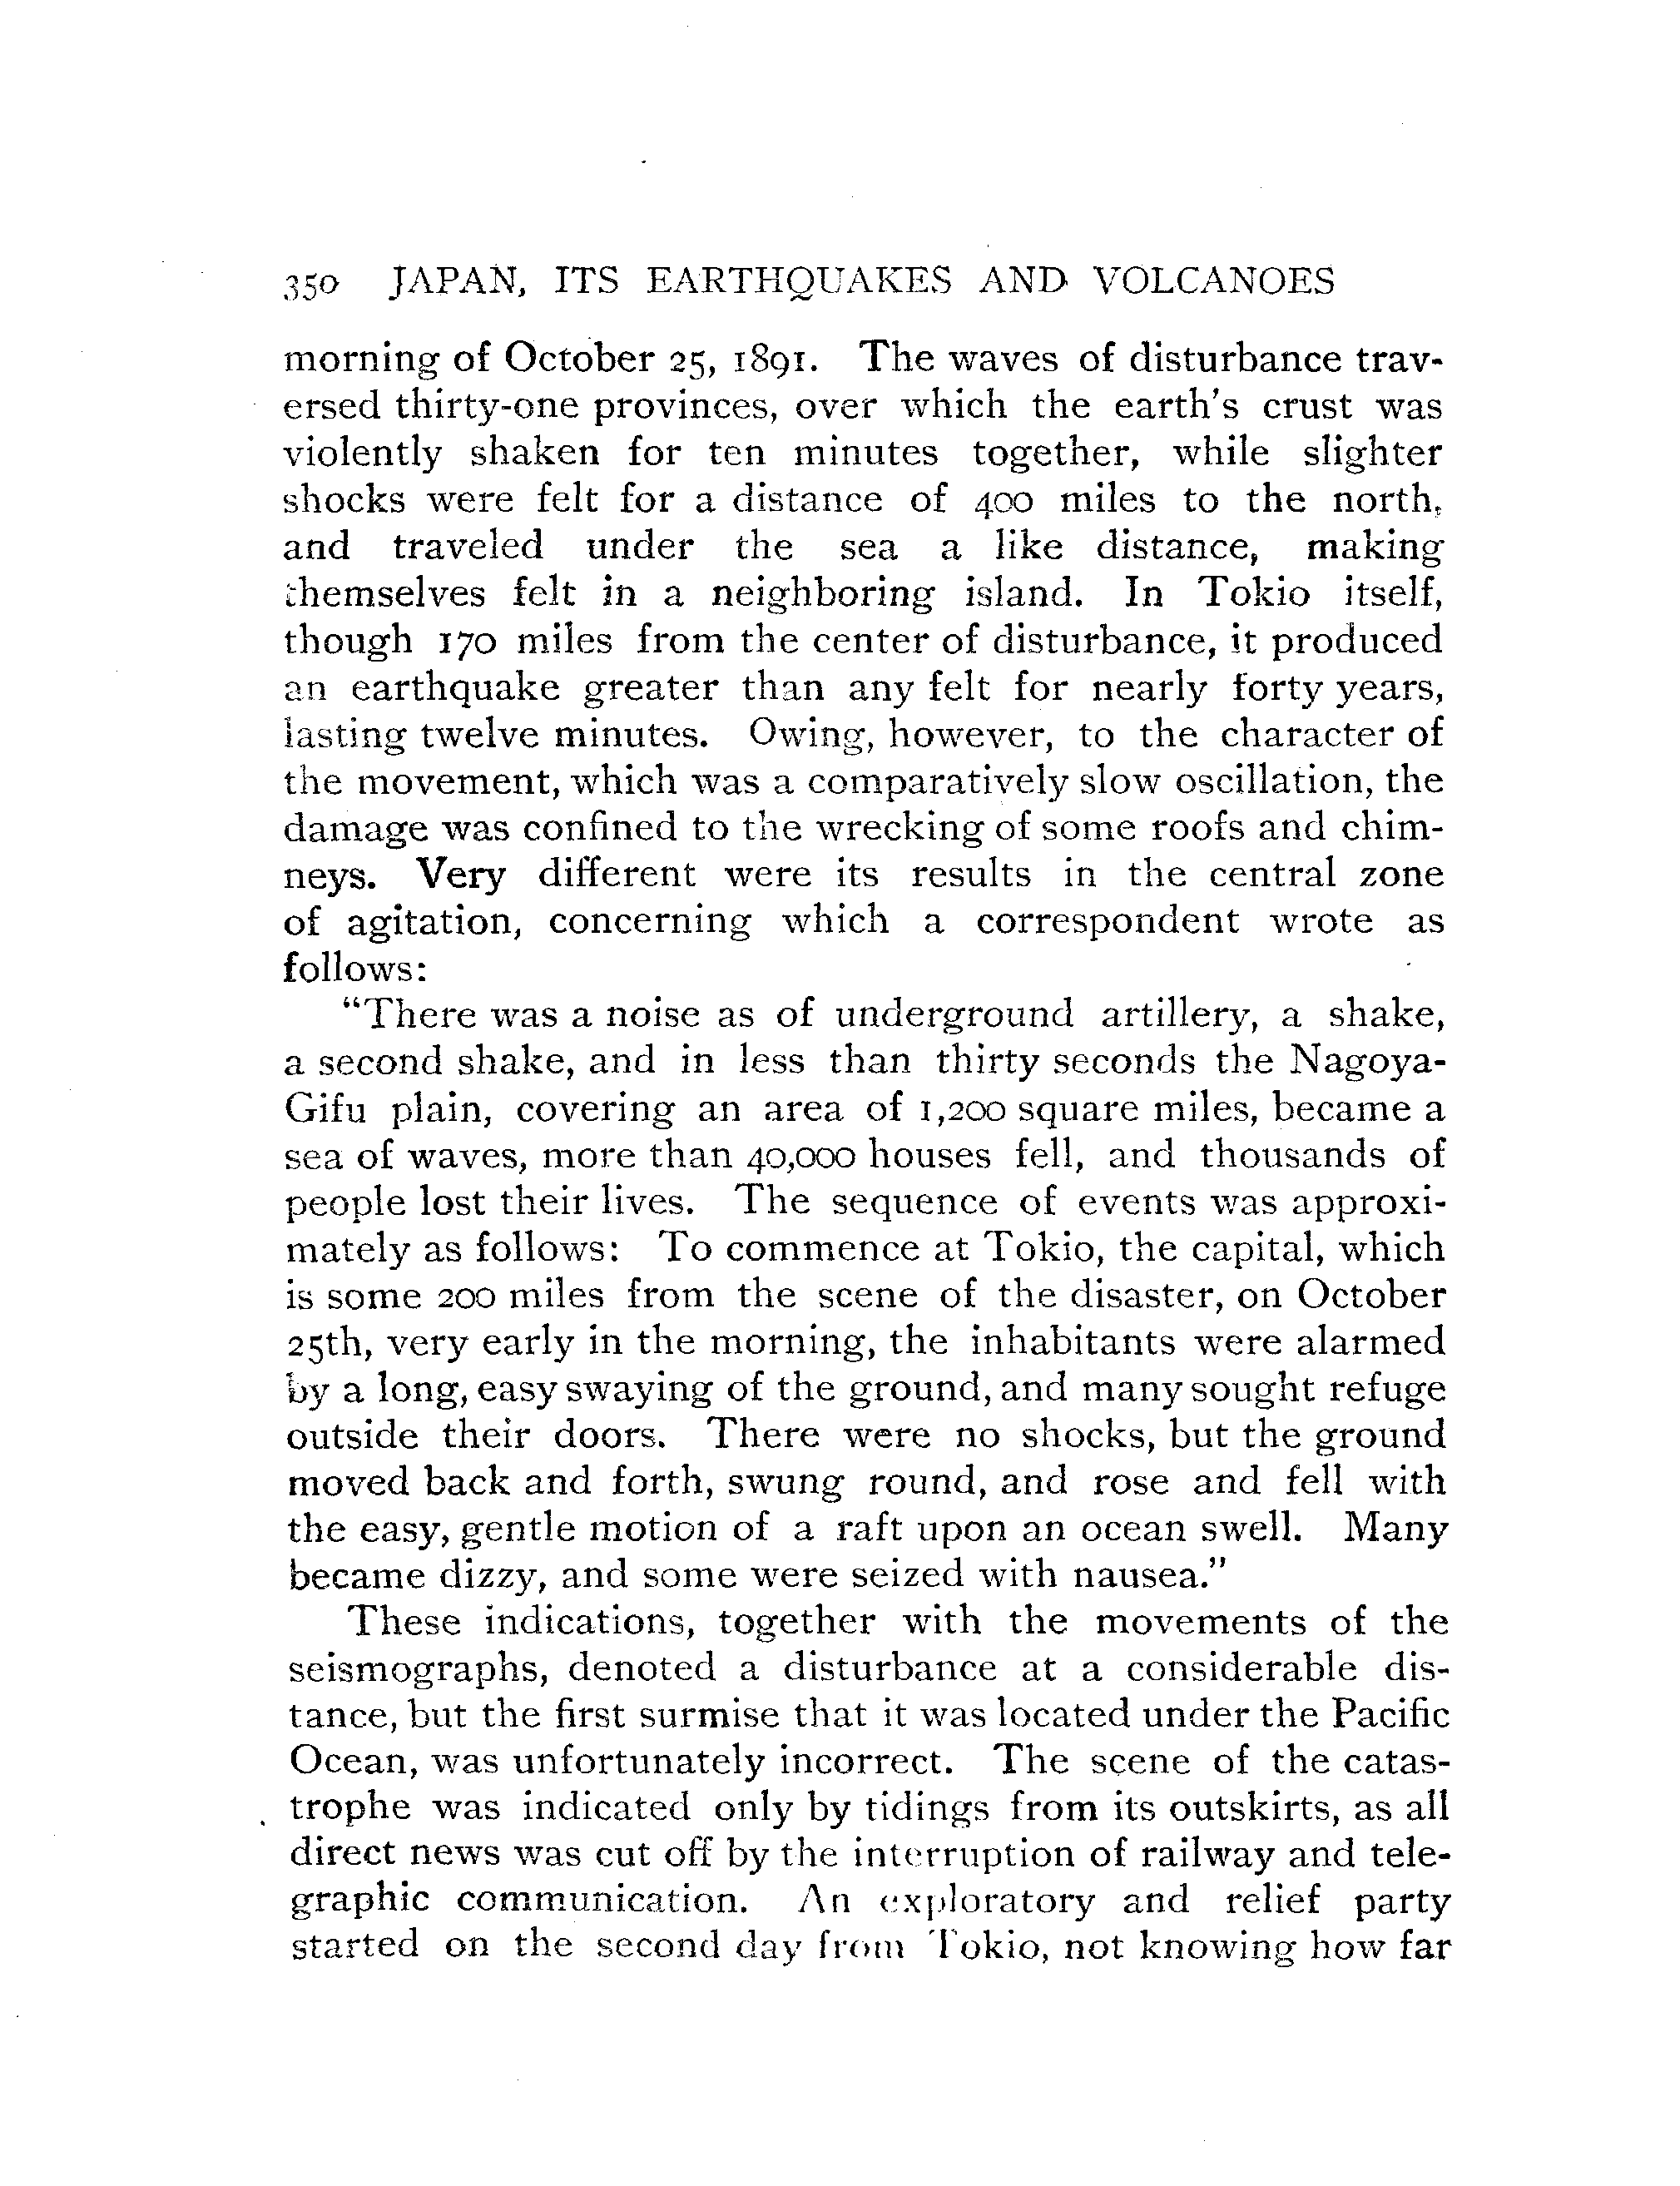 350 JAPAN, ITS EARTHQUAKES AND VOLCANOES
morning of October 25, 1891. The waves of disturbance trav-
ersed thirty-one provinces, over which the earth's crust was
violently shaken for ten minutes together, while slighter
shocks were felt for a distance of 400 miles to the north,
and traveled under the sea a like distance, making
themselves felt in a neighboring island. In Tokio itself,
though 170 miles from the center of disturbance, it produced
an earthquake greater than any felt for nearly forty years,
lasting twelve minutes. Owing, however, to the character of
the movement, which was a comparatively slow oscillation, the
damage was confined to the wrecking of some roofs and chim-
neys. Very different were its results in the central zone
of agitation, concerning which a correspondent wrote as
follows:
"There was a noise as of underground artillery, a shake,
a second shake, and in less than thirty seconds the Nagoya-
Gifu plain, covering an area of 1,200 square miles, became a
sea of waves, more than 40,000 houses fell, and thousands of
people lost their lives. The sequence of events was approxi-
mately as follows: To commence at Tokio, the capital, which
is some 200 miles from the scene of the disaster, on October
25th, very early in the morning, the inhabitants were alarmed
by a long, easy swaying of the ground, and many sought refuge
outside their doors. There were no shocks, but the ground
moved back and forth, swung round, and rose and fell with
the easy, gentle motion of a raft upon an ocean swell. Many
became dizzy, and some were seized with nausea."
These indications, together with the movements of the
seismographs, denoted a disturbance at a considerable dis-
tance, but the first surmise that it was located under the Pacific
Ocean, was unfortunately incorrect. The scene of the catas-
trophe was indicated only by tidings from its outskirts, as all
direct news was cut off by the interruption of railway and tele-
graphic communication. An exploratory and relief party
started on the second day from Tokio, not knowing how far